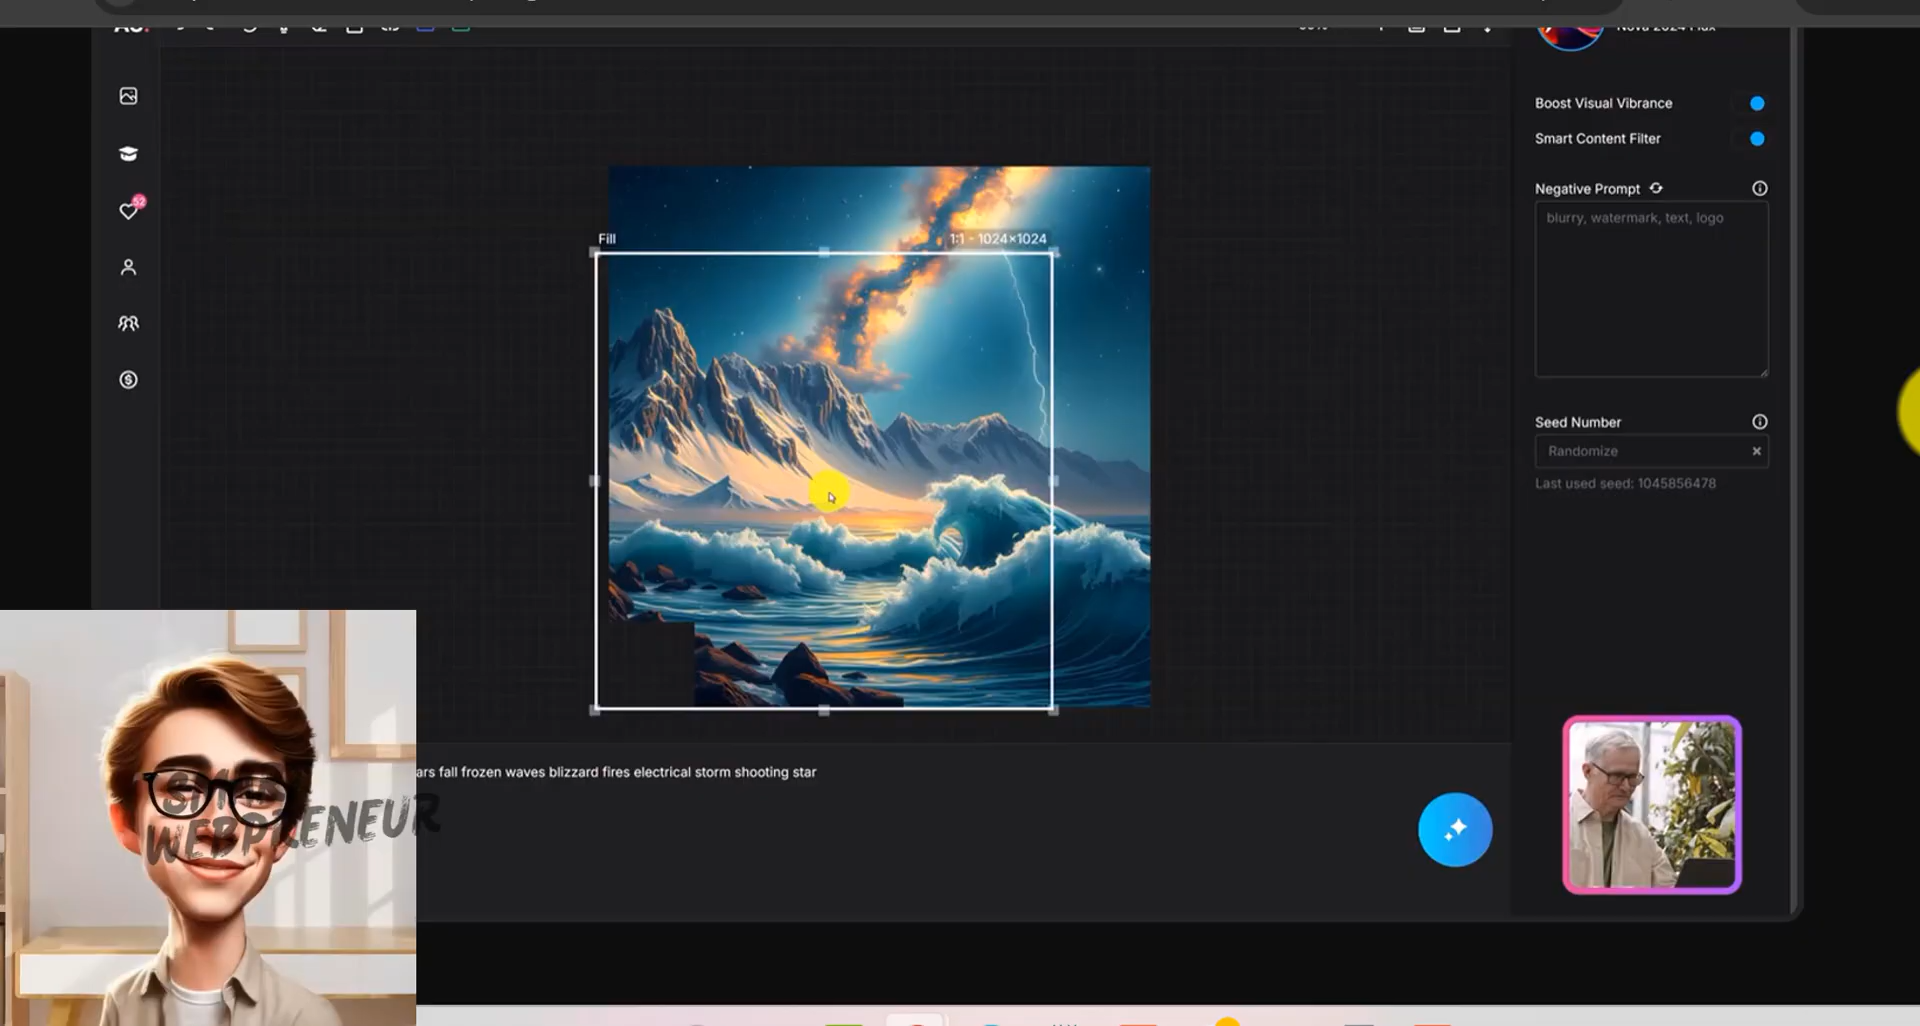 Boost Visual Vibrance
Smart Content Filter
Negative Prompt
blurry, watermark, text, logo
52
Fill
1:1 - 1024×1024
Seed Number
Randomize
Last used seed: 1045856478
ars fall frozen waves blizzard fires electrical storm shooting star
WEBPRENEUR